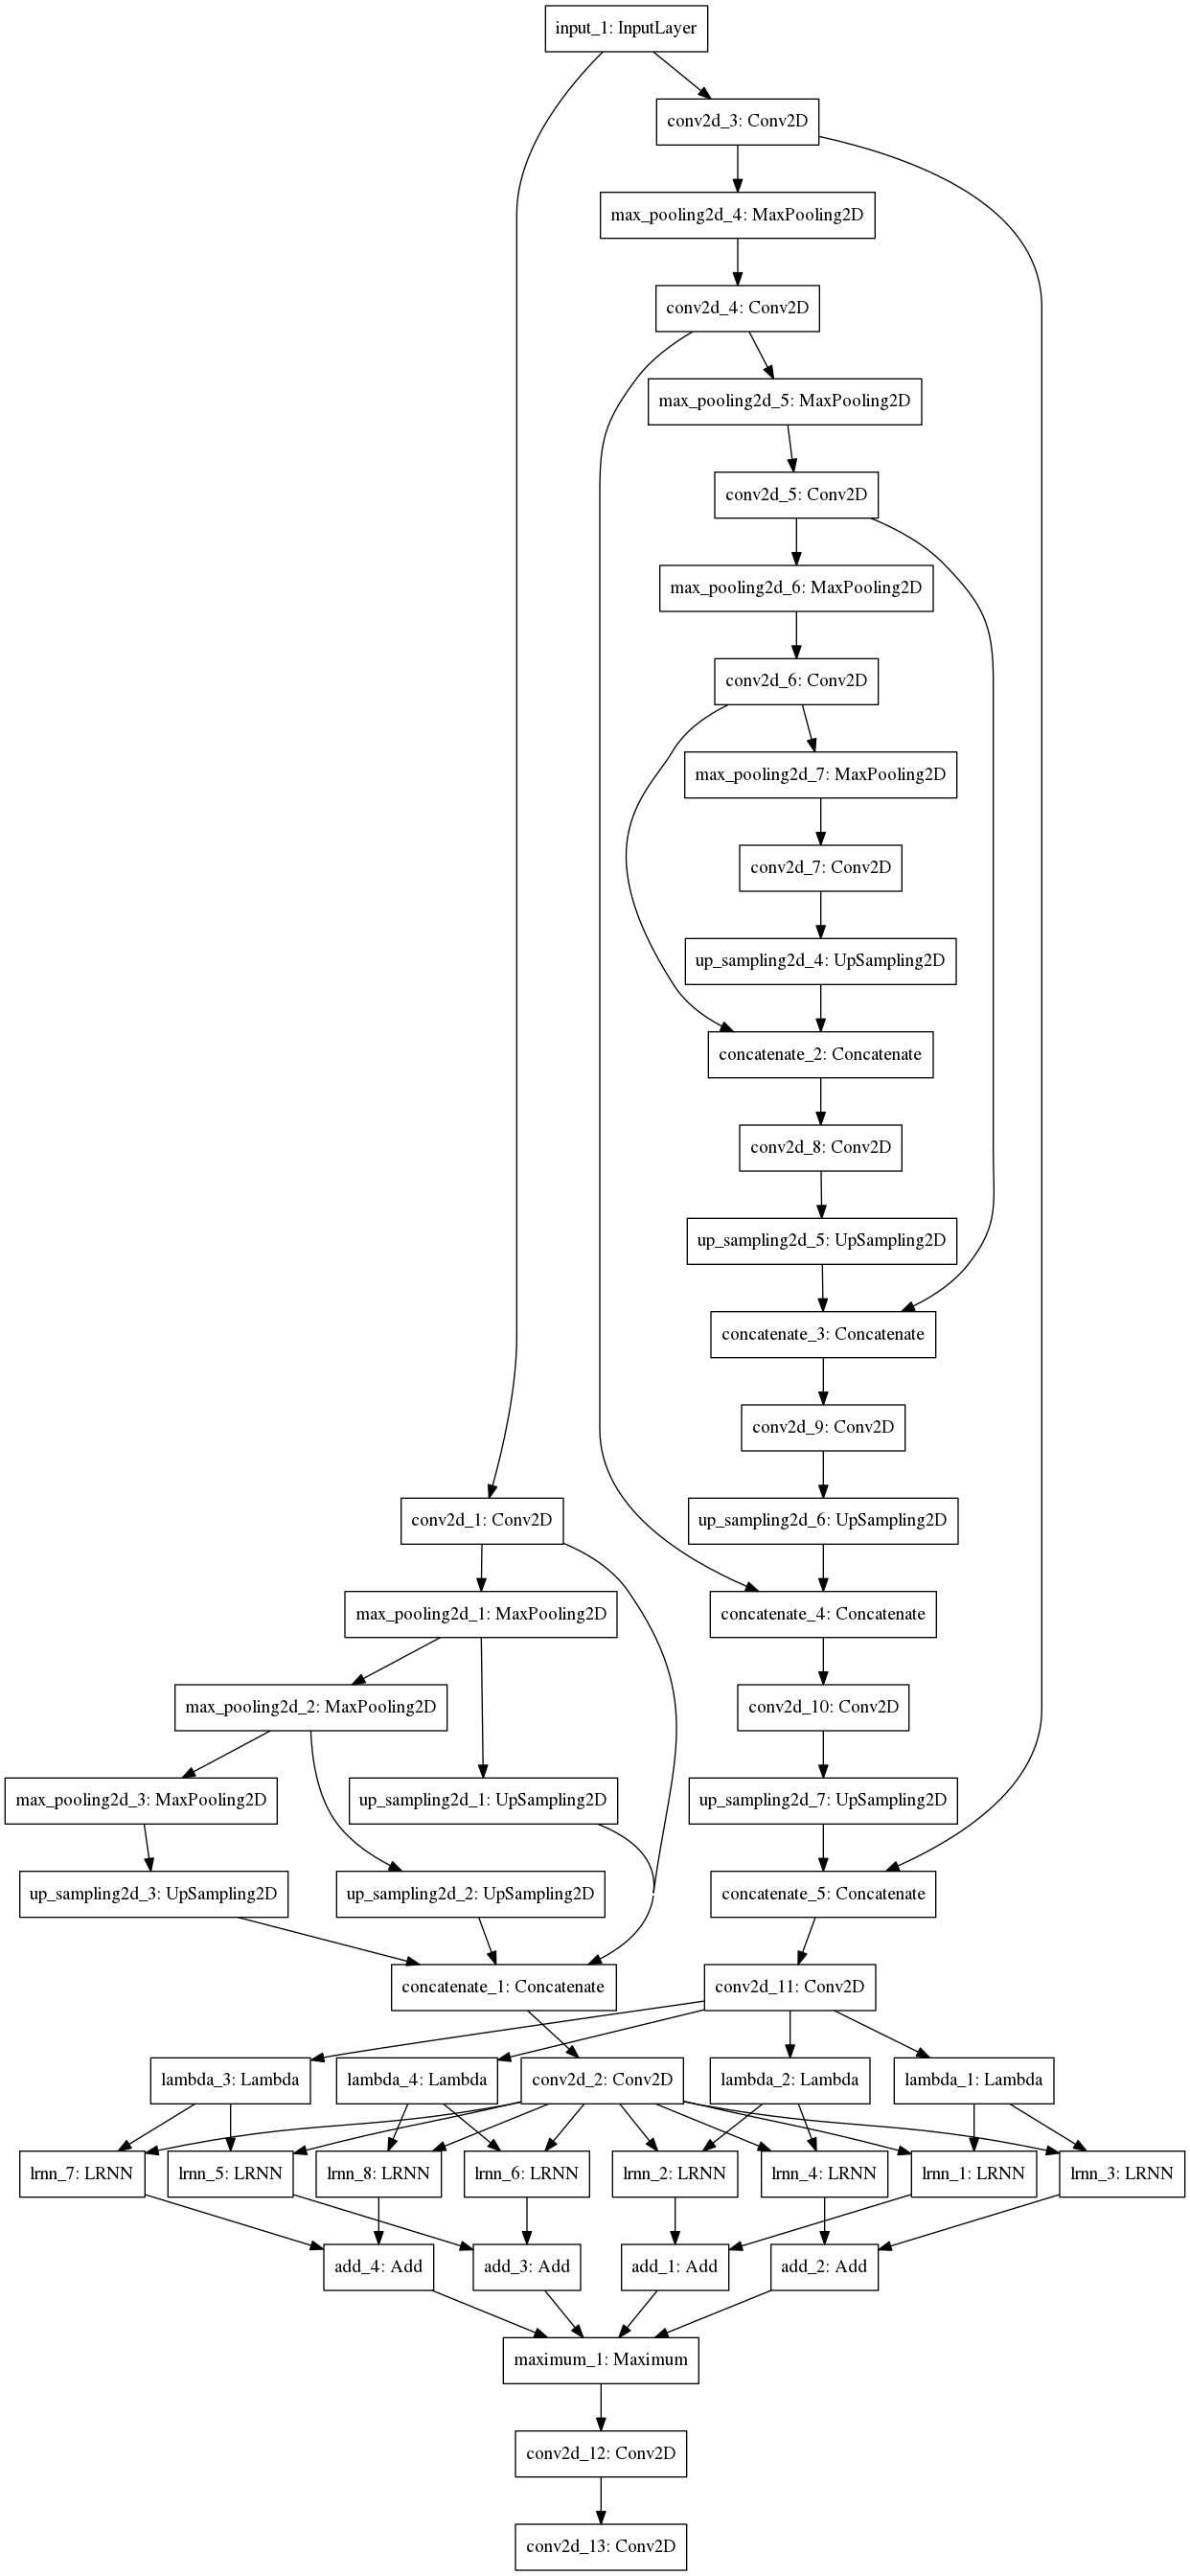 input_1: InputLayer
conv2d_3: Conv2D
max_pooling2d_4: MaxPooling2D
conv2d_4: Conv2D
max_pooling2d_5: MaxPooling2D
conv2d_5: Conv2D
max_pooling2d_6: MaxPooling2D
conv2d_6: Conv2D
max_pooling2d_7: MaxPooling2D
conv2d_7: Conv2D
up_sampling2d_4: UpSampling2D
concatenate_2: Concatenate
conv2d_8: Conv2D
up_sampling2d_5: UpSampling2D
concatenate_3: Concatenate
conv2d_9: Conv2D
conv2d_1: Conv2D
up_sampling2d_6: UpSampling2D
max_pooling2d_1: MaxPooling2D
concatenate_4: Concatenate
max_pooling2d_2: MaxPooling2D
conv2d_10: Conv2D
max_pooling2d_3: MaxPooling2D
up_sampling2d_1: UpSampling2D
up_sampling2d_7: UpSampling2D
up_sampling2d_3: UpSampling2D
up_sampling2d_2: UpSampling2D
concatenate_5: Concatenate
concatenate_1: Concatenate
conv2d_11: Conv2D
lambda_3: Lambda
lambda_4: Lambda
conv2d_2: Conv2D
lambda_2: Lambda
lambda_1: Lambda
lrnn_7: LRNN
lrnn_5: LRNN
lrnn_8: LRNN
lrnn_6: LRNN
lrnn_2: LRNN
lrnn_4: LRNN
lrnn_1: LRNN
lrnn_3: LRNN
add_4: Add
add_3: Add
add_1: Add
add_2: Add
maximum_1: Maximum
conv2d_12: Conv2D
conv2d_13: Conv2D